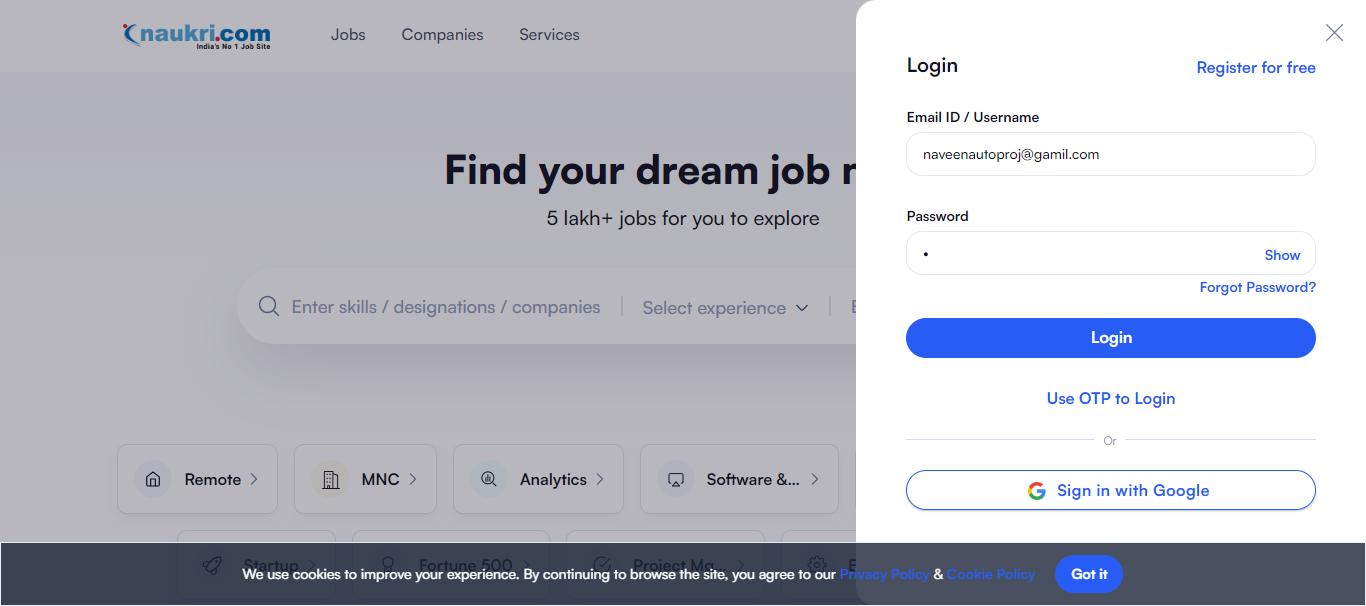 naukri.com
India's No 1 Job Site
Jobs
Companies
Services
Find your dream job
5 lakh+ jobs for you to explore
Enter skills / designations / companies
Select experience
Remote
MNC
Analytics
Software &...
Startup
Fortune 500
Project Ma...
Login
Register for free
Email ID / Username
naveenautoproj@gamil.com
Password
Show
Forgot Password?
Login
Use OTP to Login
Or
Sign in with Google
We use cookies to improve your experience. By continuing to browse the site, you agree to our Privacy Policy & Cookie Policy
Got it